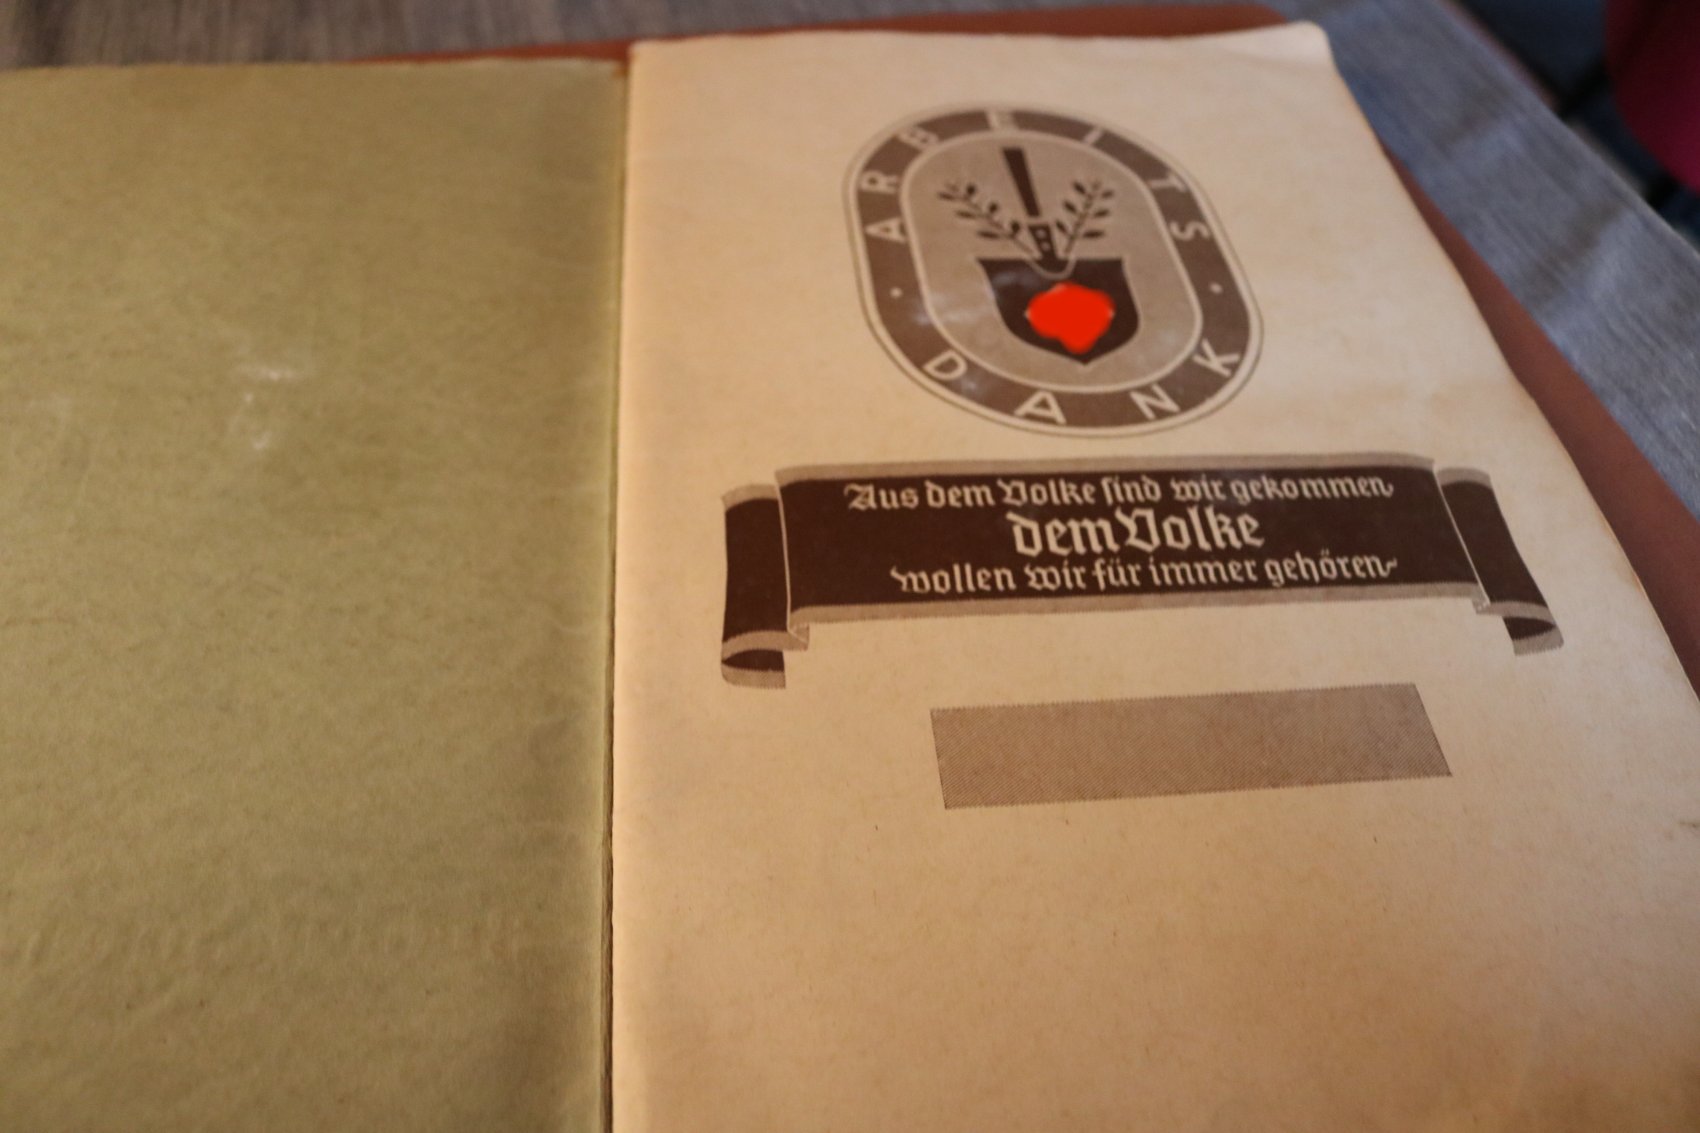 ARBEITS
DANK
Aus dem Volke sind wir gekommen
dem Volke
wollen wir für immer gehören